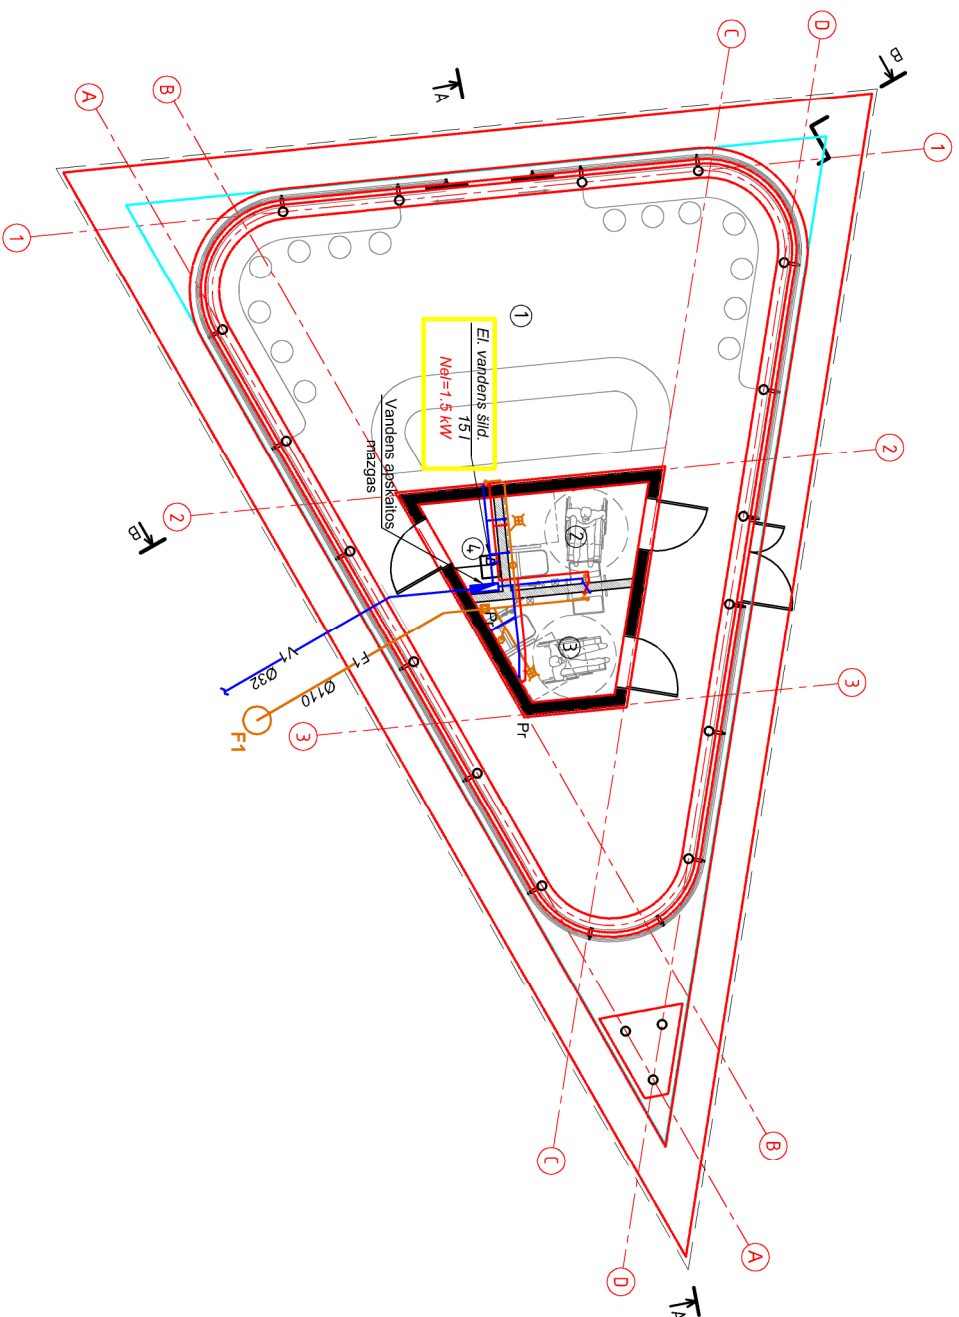 D
C
B
A
B
A
1
1
1
El. vandens šild.
15 l
Nel=1.5 kW
Vandens apskaitos
mazgas
2
2
2
B
4
3
Pr
V1 Ø32
F1 Ø110
F1
3
3
Pr
C
B
A
D
A